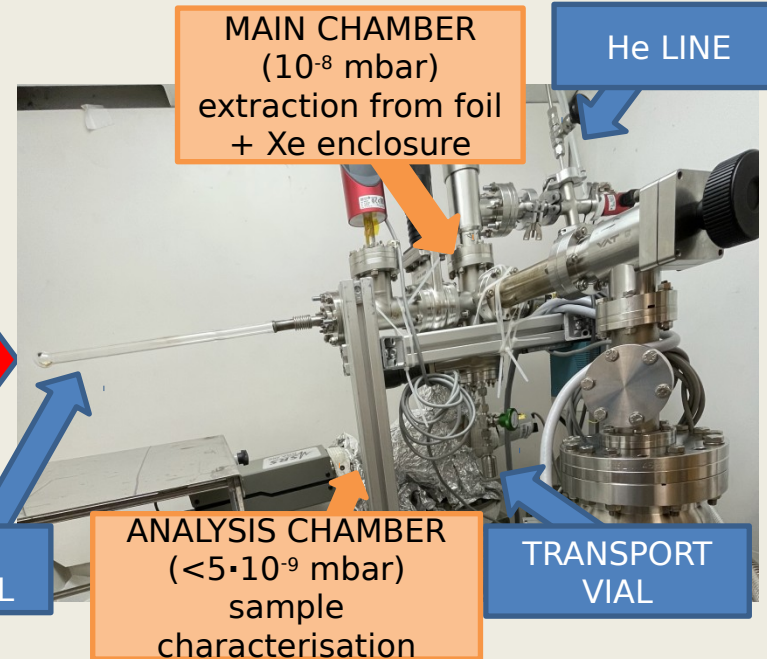 MAIN CHAMBER
(10⁻⁸ mbar)
extraction from foil
+ Xe enclosure
He LINE
VAT
ANALYSIS CHAMBER
(<5·10⁻⁹ mbar)
sample
characterisation
TRANSPORT
VIAL
L